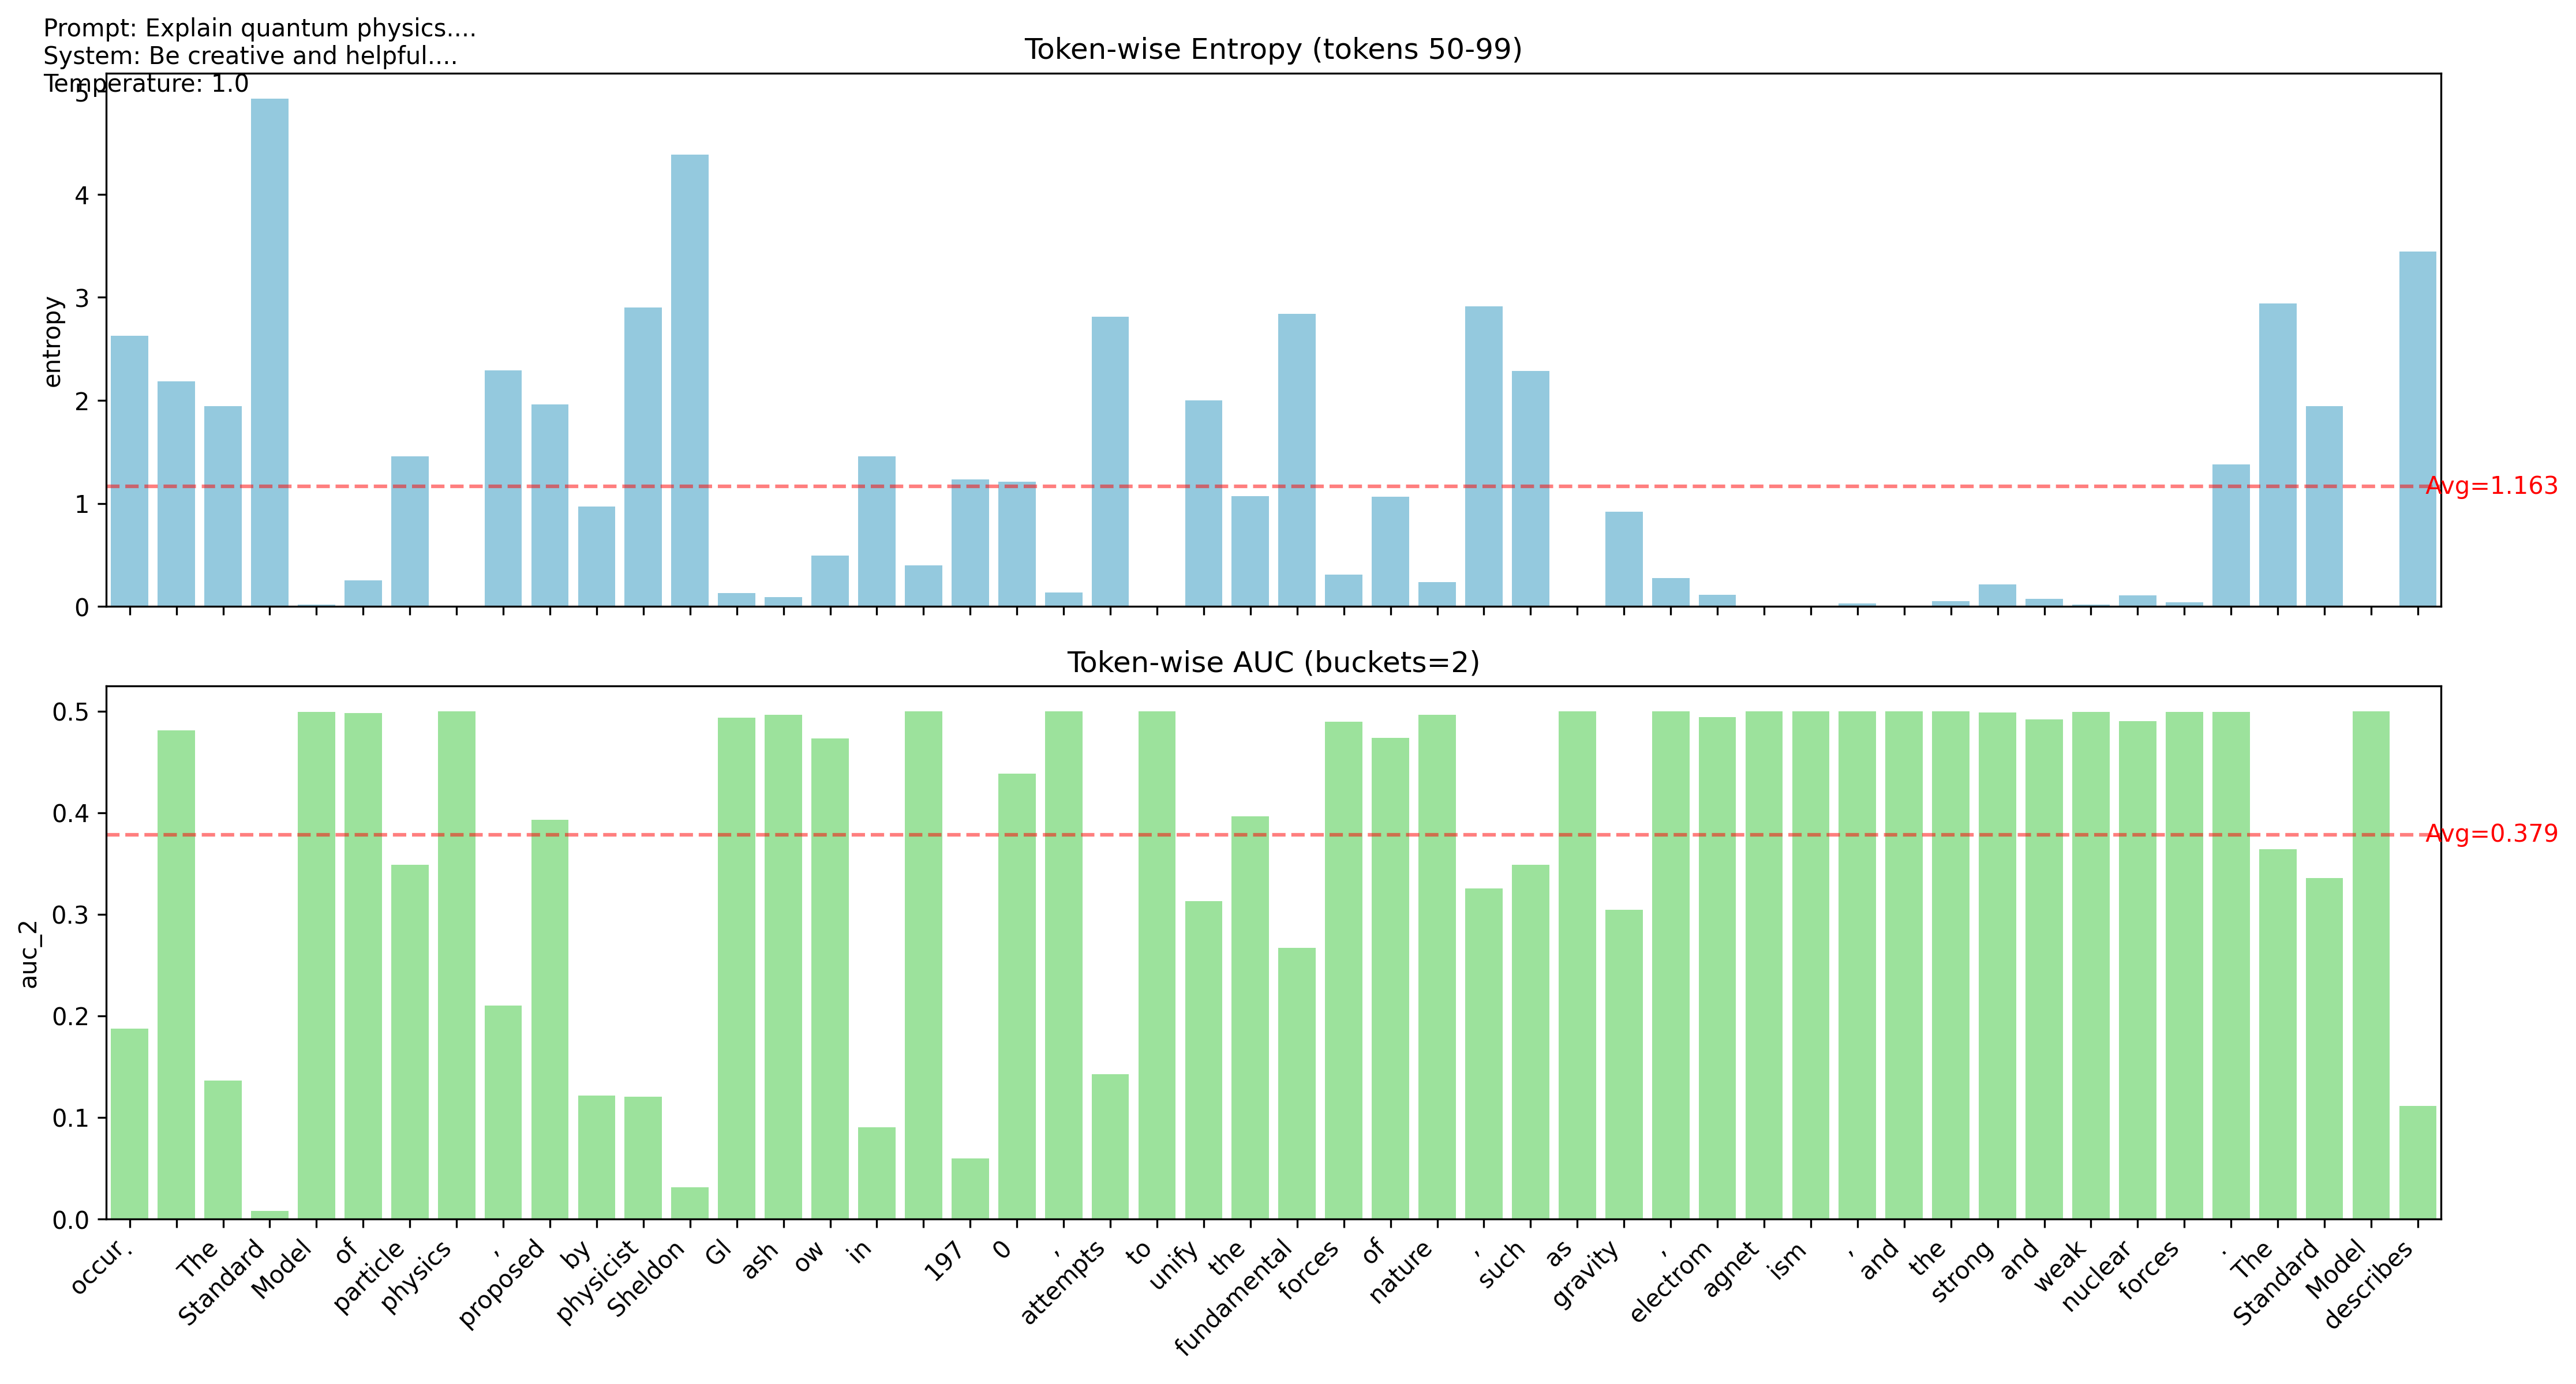 Prompt: Explain quantum physics....
System: Be creative and helpful....
Temperature: 1.0
Token-wise Entropy (tokens 50-99)
entropy
5
4
3
2
1
0
Avg=1.163
Token-wise AUC (buckets=2)
auc_2
0.5
0.4
0.3
0.2
0.1
0.0
Avg=0.379
occur.
The
Standard
Model
of
particle
physics
,
proposed
by
physicist
Sheldon
Gl
ash
ow
in
197
0
,
attempts
to
unify
the
fundamental
forces
of
nature
,
such
as
gravity
,
electrom
agnet
ism
,
and
the
strong
and
weak
nuclear
forces
.
The
Standard
Model
describes